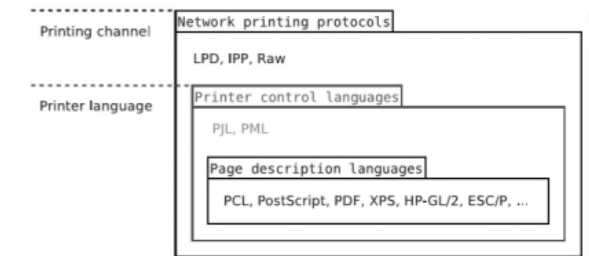 Printing channel
Network printing protocols
LPD, IPP, Raw
Printer language
Printer control languages
PJL, PML
Page description languages
PCL, PostScript, PDF, XPS, HP-GL/2, ESC/P, ...